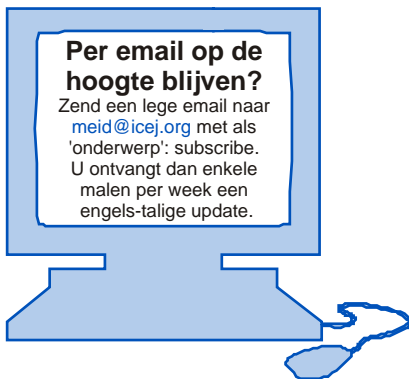 Per email op de
hoogte blijven?
Zend een lege email naar
meid@icej.org met als
'onderwerp': subscribe.
U ontvangt dan enkele
malen per week een
engels-talige update.